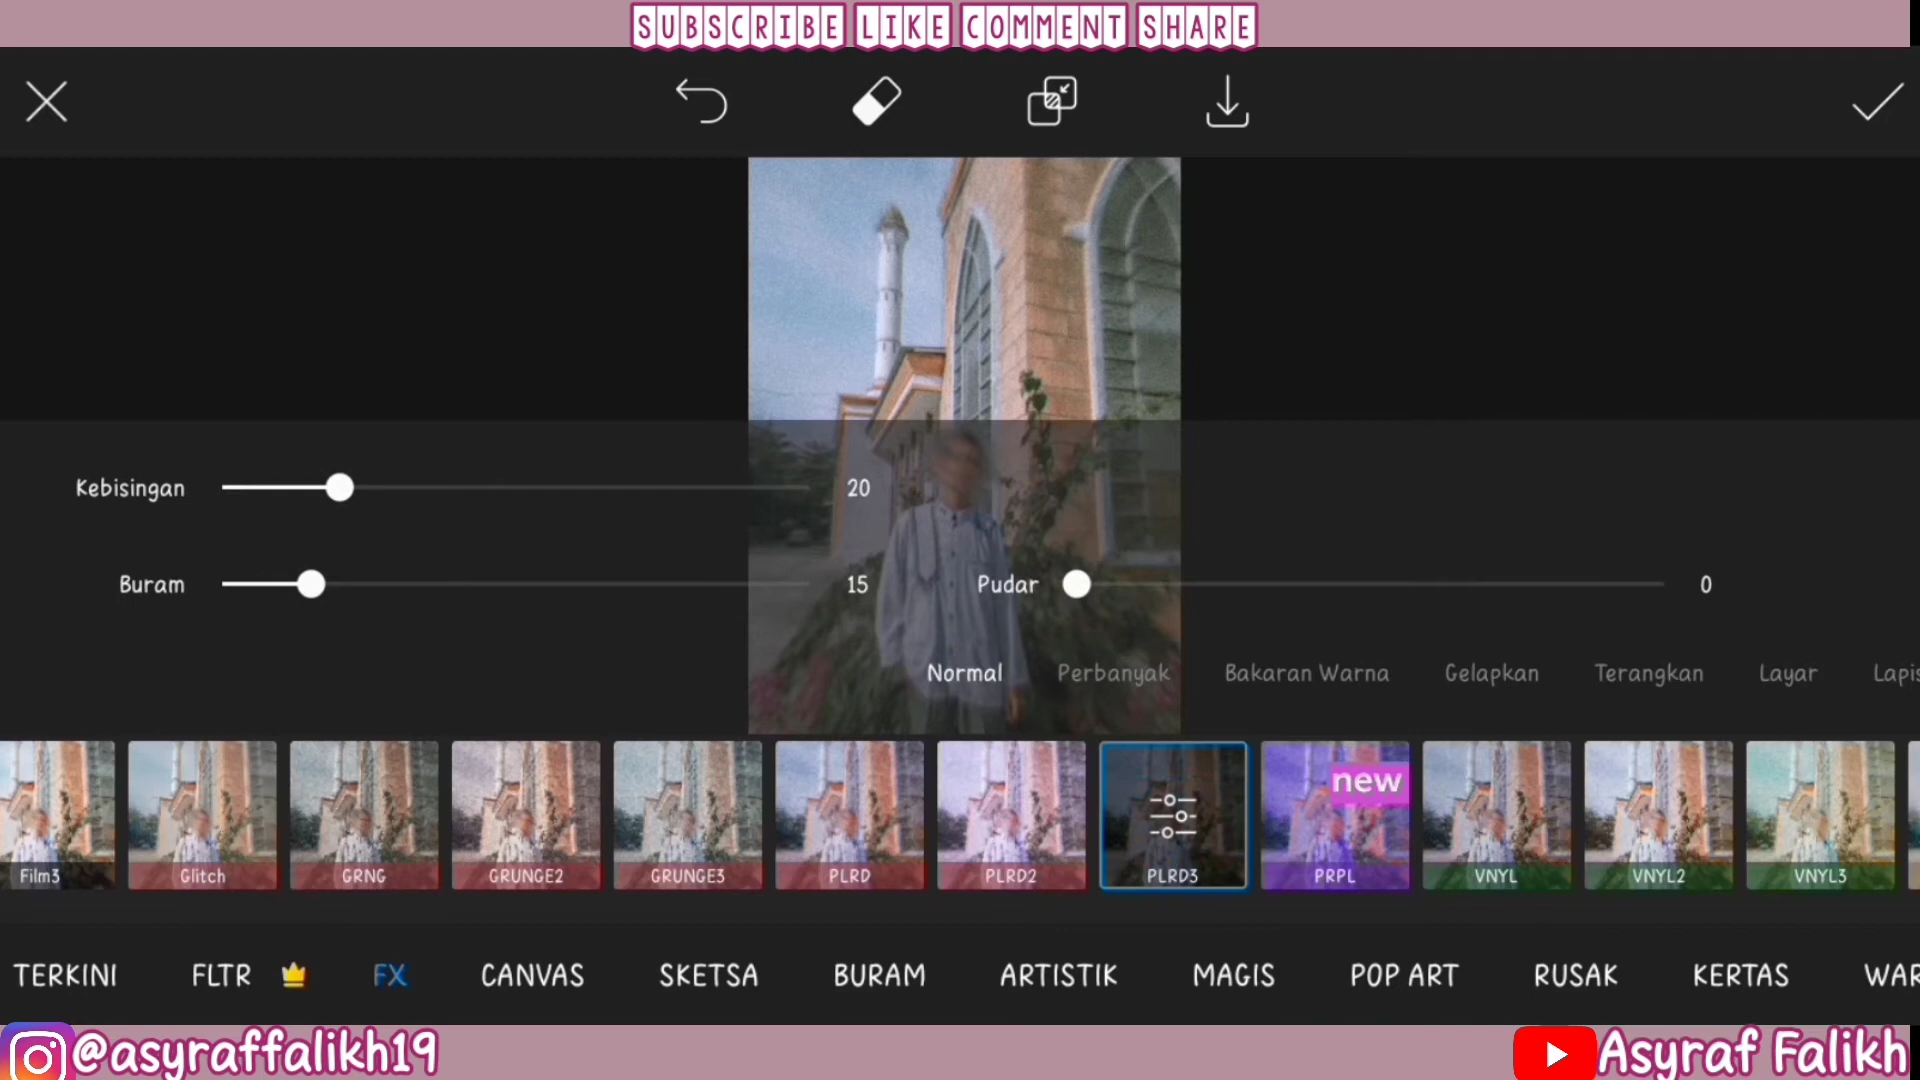 SUBSCRIBE LIKE COMMENT SHARE
Kebisingan 20
Buram 15 Pudar 0
Normal Perbanyak Bakaran Warna Gelapkan Terangkan Layar Lapis
new
Film3 Glitch GRNG GRUNGE2 GRUNGE3 PLRD PLRD2 PLRD3 PRPL VNYL VNYL2 VNYL3
TERKINI FLTR FX CANVAS SKETSA BURAM ARTISTIK MAGIS POP ART RUSAK KERTAS WAR
@asyraffalikh19 Asyraf Falikh